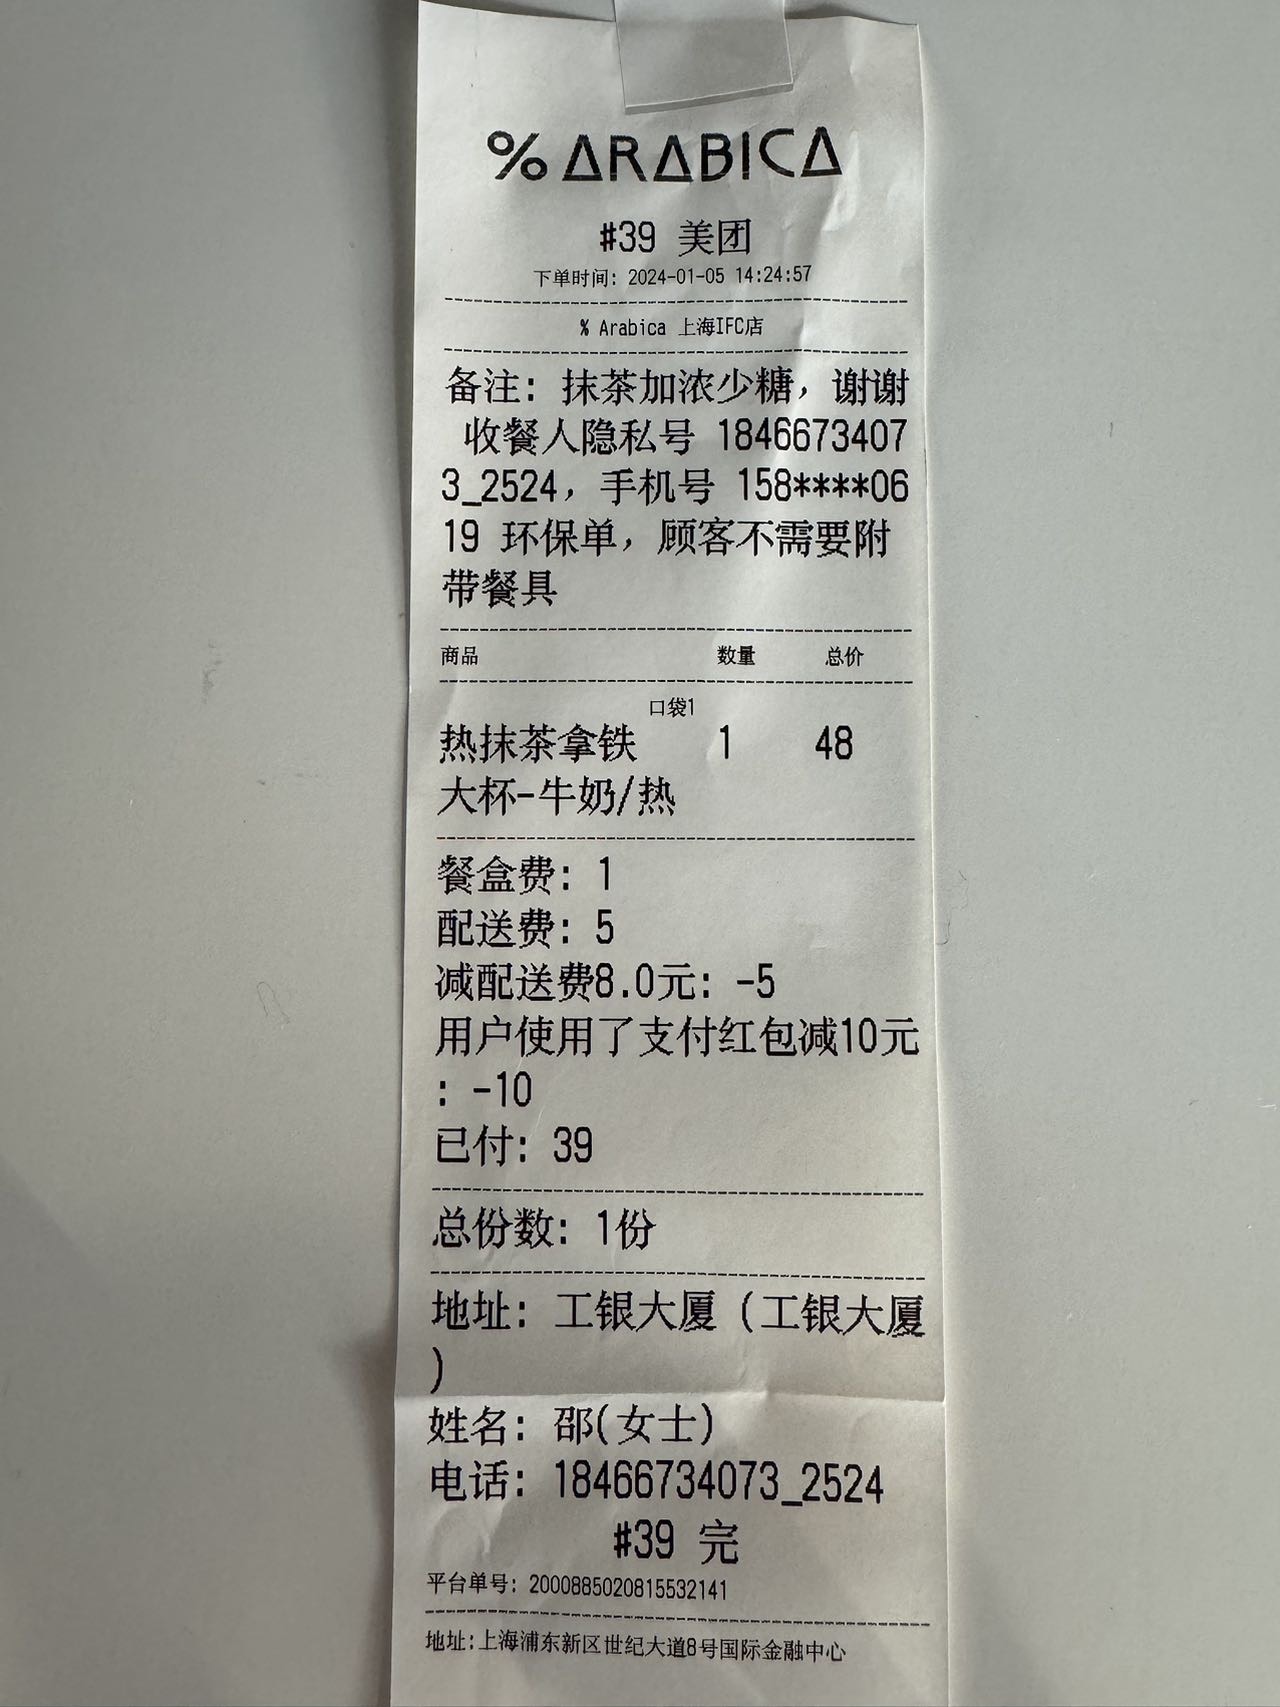 % ARABICA
#39 美团
下单时间: 2024-01-05 14:24:57
% Arabica 上海IFC店
备注: 抹茶加浓少糖，谢谢
收餐人隐私号 1846673407
3_2524，手机号 158****06
19 环保单，顾客不需要附
带餐具
商品 数量 总价
口袋1
热抹茶拿铁 1 48
大杯-牛奶/热
餐盒费: 1
配送费: 5
减配送费8.0元: -5
用户使用了支付红包减10元
: -10
已付: 39
总份数: 1份
地址: 工银大厦 (工银大厦
)
姓名: 邵(女士)
电话: 18466734073_2524
#39 完
平台单号: 2000885020815532141
地址:上海浦东新区世纪大道8号国际金融中心